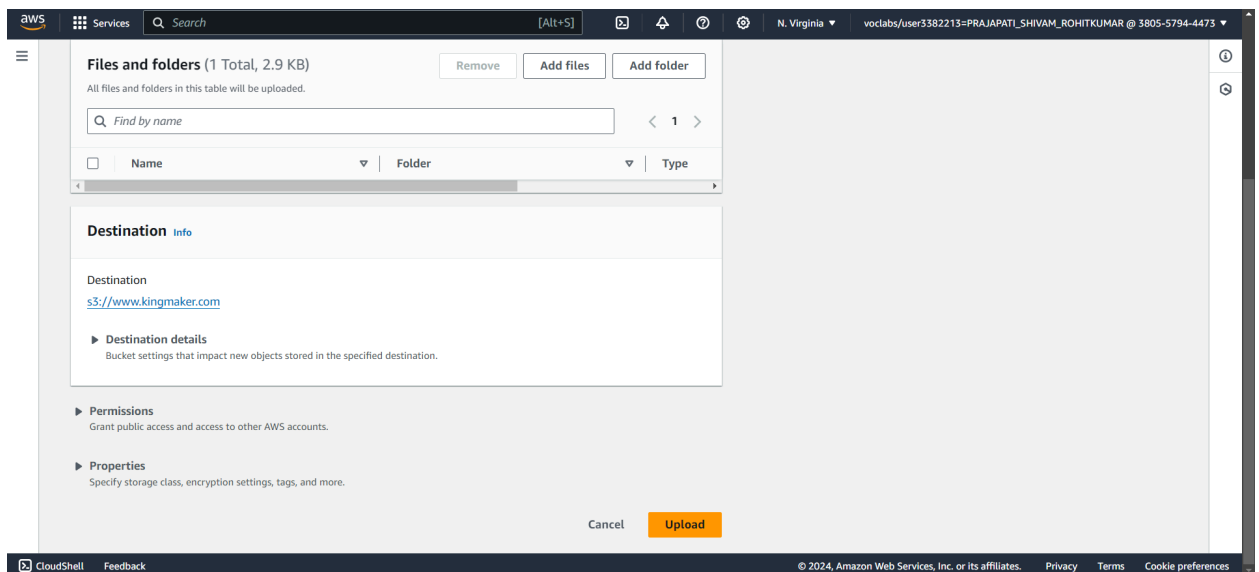 aws Services Search [Alt+S] N. Virginia ▼ voclabs/user3382213=PRAJAPATI_SHIVAM_ROHITKUMAR @ 3805-5794-4473 ▼
Files and folders (1 Total, 2.9 KB) Remove Add files Add folder
All files and folders in this table will be uploaded.
Find by name 1
Name Folder Type
Destination Info
Destination
s3://www.kingmaker.com
Destination details
Bucket settings that impact new objects stored in the specified destination.
Permissions
Grant public access and access to other AWS accounts.
Properties
Specify storage class, encryption settings, tags, and more.
Cancel Upload
CloudShell Feedback © 2024, Amazon Web Services, Inc. or its affiliates. Privacy Terms Cookie preferences